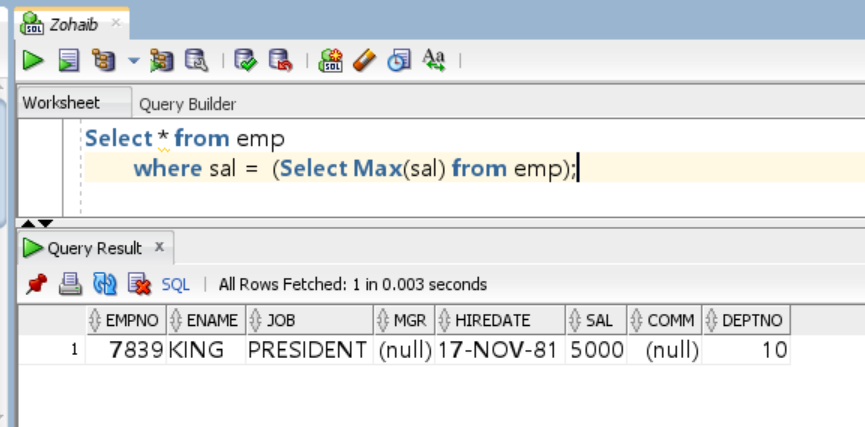 Zohaib
Worksheet Query Builder
Select * from emp
where sal = (Select Max(sal) from emp);
Query Result x
SQL | All Rows Fetched: 1 in 0.003 seconds
EMPNO ENAME JOB MGR HIREDATE SAL COMM DEPTNO
1 7839 KING PRESIDENT (null) 17-NOV-81 5000 (null) 10